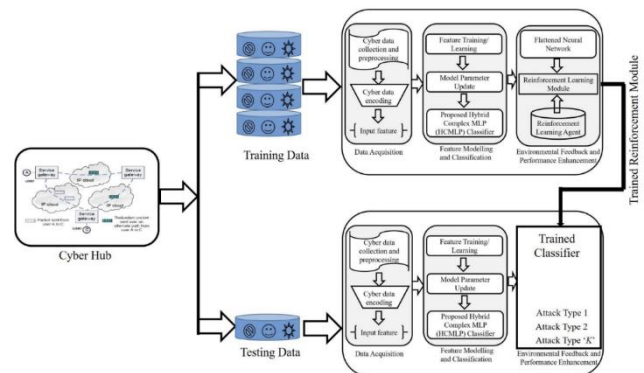 Cyber data
collection and
preprocessing
Cyber data
encoding
Input feature
Data Acquisition
Feature Training/
Learning
Model Parameter
Update
Proposed Hybrid
Complex MLP
(HCMLP) Classifier
Feature Modelling
and Classification
Flattened Neural
Network
Reinforcement Learning
Module
Reinforcement
Learning Agent
Environmental Feedback and
Performance Enhancement
Training Data
Trained Reinforcement Module
Service
gateway
Service
gateway
IP cloud
IP cloud
Service
gateway
Cyber Hub
Testing Data
Cyber data
collection and
preprocessing
Cyber data
encoding
Input feature
Data Acquisition
Feature Training/
Learning
Model Parameter
Update
Proposed Hybrid
Complex MLP
(HCMLP) Classifier
Feature Modelling
and Classification
Trained
Classifier
Attack Type 1
Attack Type 2
Attack Type 'K'
Environmental Feedback and
Performance Enhancement